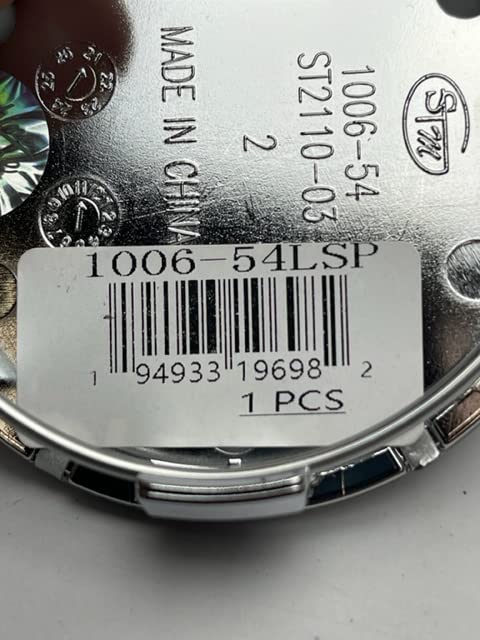 STM
1006-54
ST2110-03
2
MADE IN CHINA
1006-54LSP
1 94933 19698 2
1 PCS